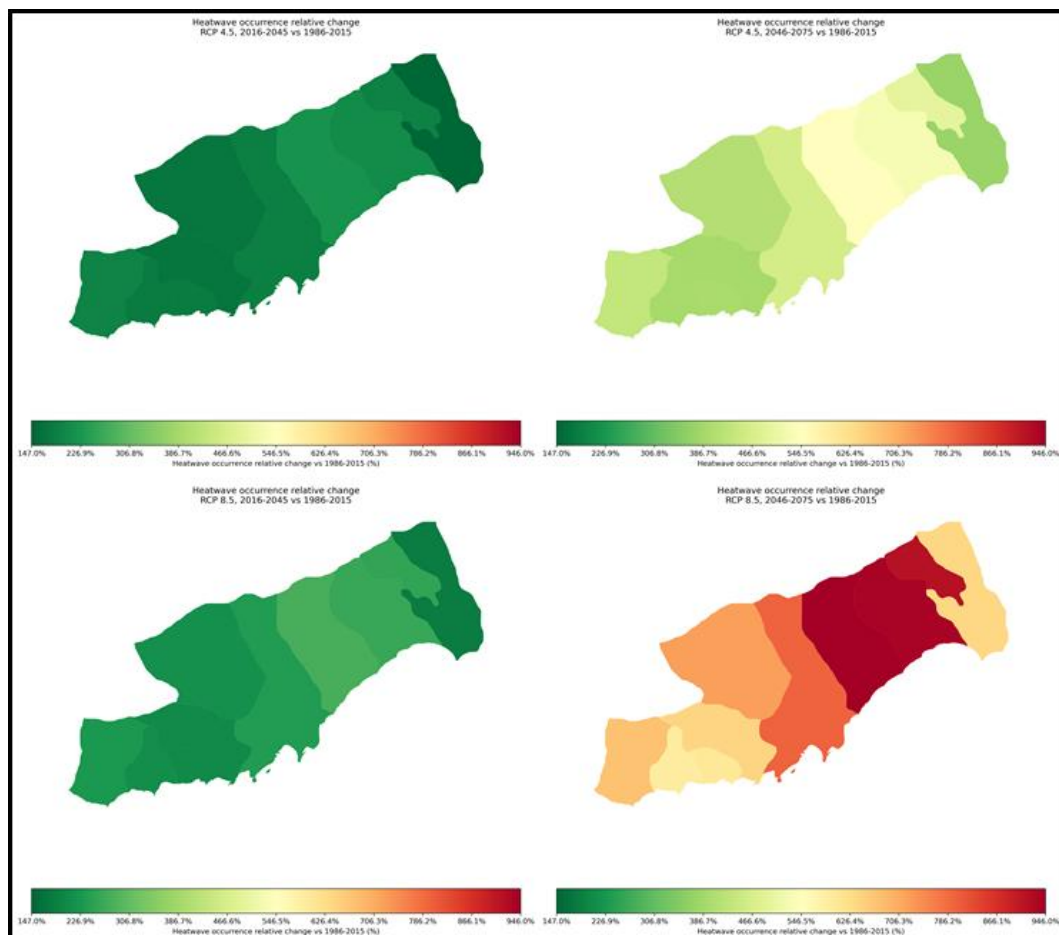 Heatwave occurrence relative change
RCP 4.5, 2016-2045 vs 1986-2015
147.0% 226.9% 306.8% 386.7% 466.6% 546.5% 626.4% 706.3% 786.2% 866.1% 946.0%
Heatwave occurrence relative change vs 1986-2015 (%)
Heatwave occurrence relative change
RCP 4.5, 2046-2075 vs 1986-2015
147.0% 226.9% 306.8% 386.7% 466.6% 546.5% 626.4% 706.3% 786.2% 866.1% 946.0%
Heatwave occurrence relative change vs 1986-2015 (%)
Heatwave occurrence relative change
RCP 8.5, 2016-2045 vs 1986-2015
147.0% 226.9% 306.8% 386.7% 466.6% 546.5% 626.4% 706.3% 786.2% 866.1% 946.0%
Heatwave occurrence relative change vs 1986-2015 (%)
Heatwave occurrence relative change
RCP 8.5, 2046-2075 vs 1986-2015
147.0% 226.9% 306.8% 386.7% 466.6% 546.5% 626.4% 706.3% 786.2% 866.1% 946.0%
Heatwave occurrence relative change vs 1986-2015 (%)